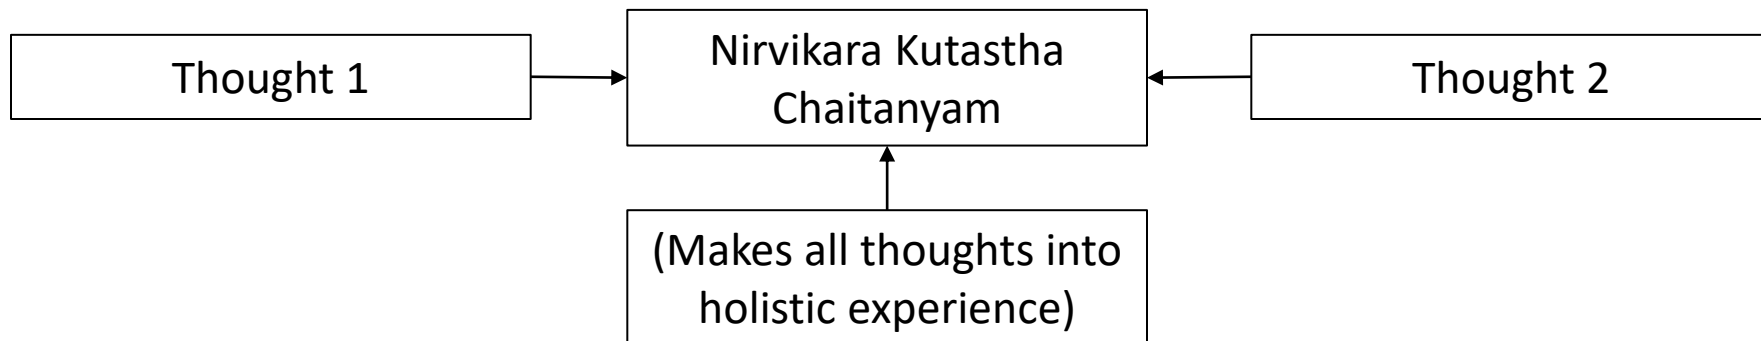 Thought 1
Nirvikara Kutastha
Chaitanyam
Thought 2
(Makes all thoughts into
holistic experience)